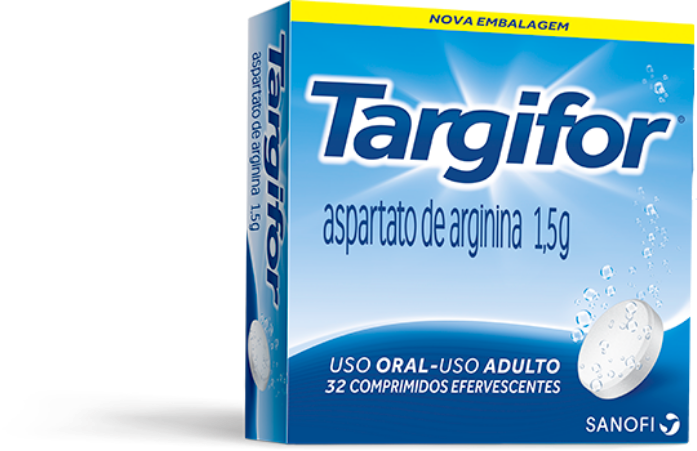 NOVA EMBALAGEM
Targifor®
aspartato de arginina 1,5g
USO ORAL-USO ADULTO
32 COMPRIMIDOS EFERVESCENTES
SANOFI
Targifor
aspartato de arginina 1,5g